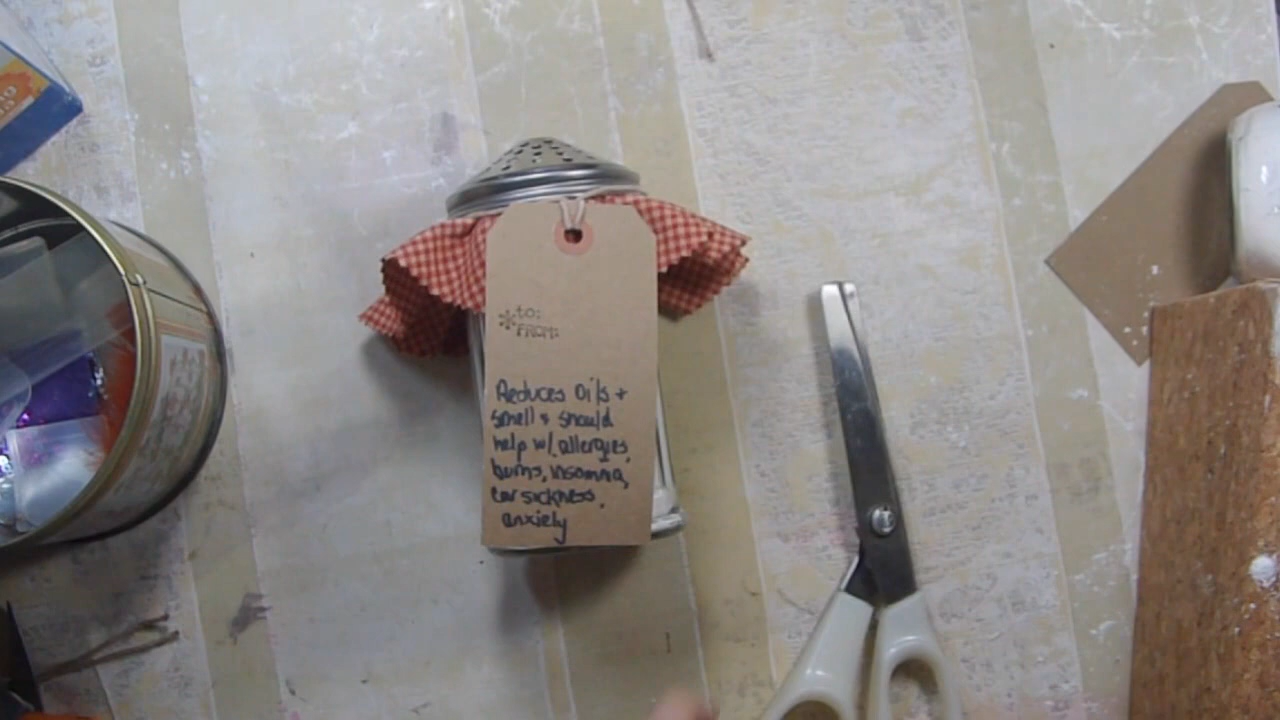 to:
FROM:
Reduces Oils +
smell & should
help w/ allergies,
burns, insomnia,
car sickness,
anxiety